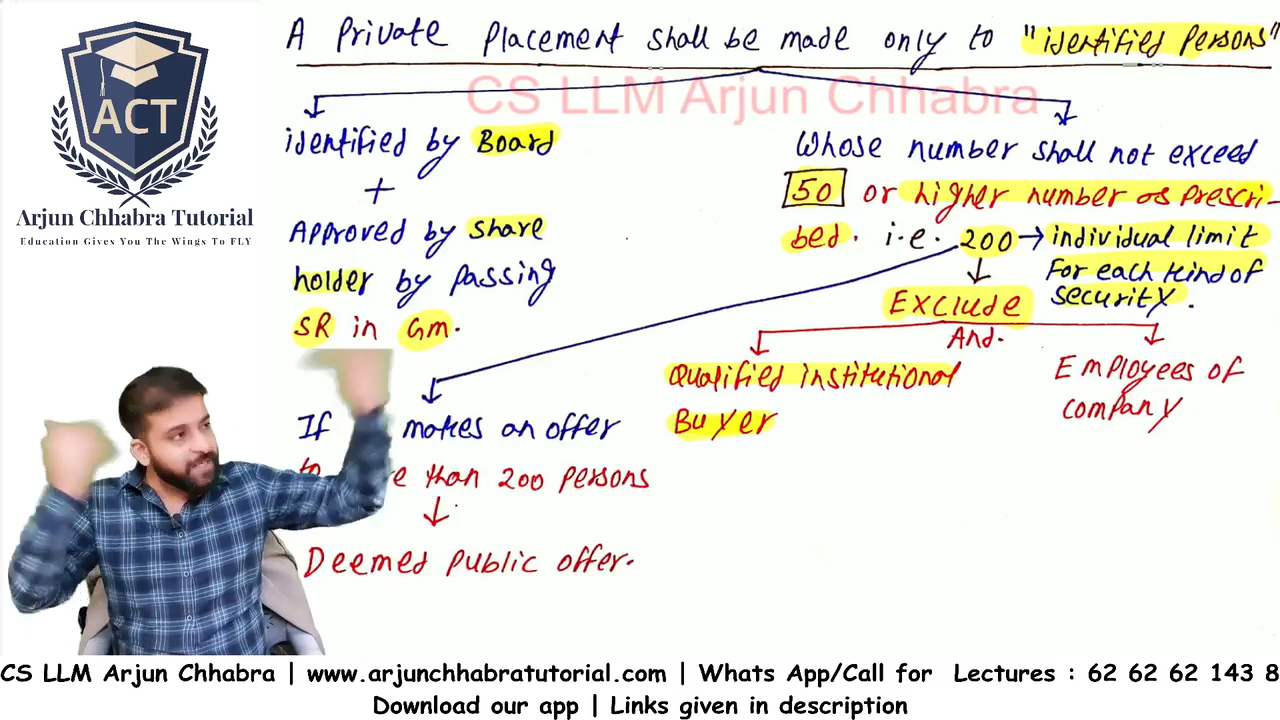 ACT
Arjun Chhabra Tutorial
Education Gives You The Wings To FLY
A Private Placement shall be made only to "identified Persons"
CS LLM Arjun Chhabra
identified by Board
+
Approved by share
holder by passing
SR in Gm.
Whose number shall not exceed
50 or higher number as prescri-
bed. i.e. 200 → individual limit
For each kind of
security.
Exclude
And.
Qualified institutional
Buyer
Employees of
company
If makes an offer
than 200 persons
Deemed public offer.
CS LLM Arjun Chhabra | www.arjunchhabratutorial.com | Whats App/Call for Lectures : 62 62 62 143 8
Download our app | Links given in description